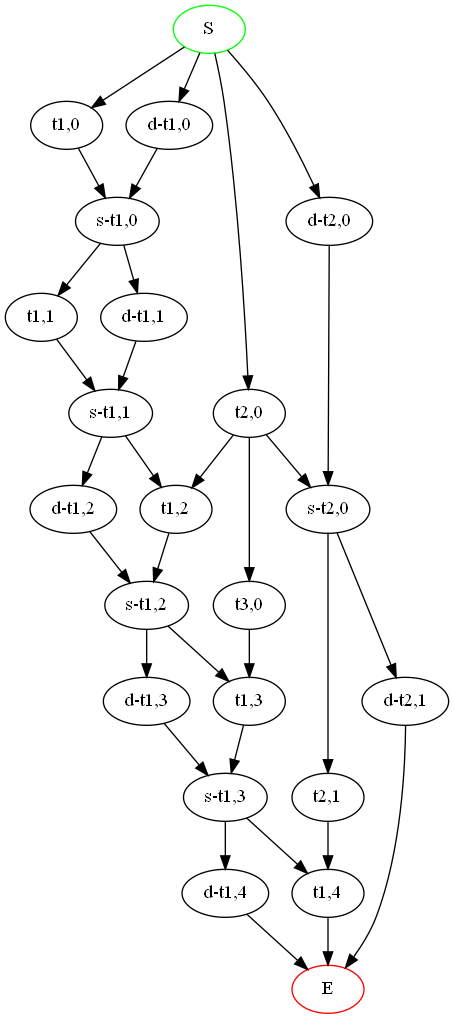 S
t1,0
d-t1,0
s-t1,0
d-t2,0
t1,1
d-t1,1
s-t1,1
t2,0
d-t1,2
t1,2
s-t2,0
s-t1,2
t3,0
d-t1,3
t1,3
d-t2,1
s-t1,3
t2,1
d-t1,4
t1,4
E